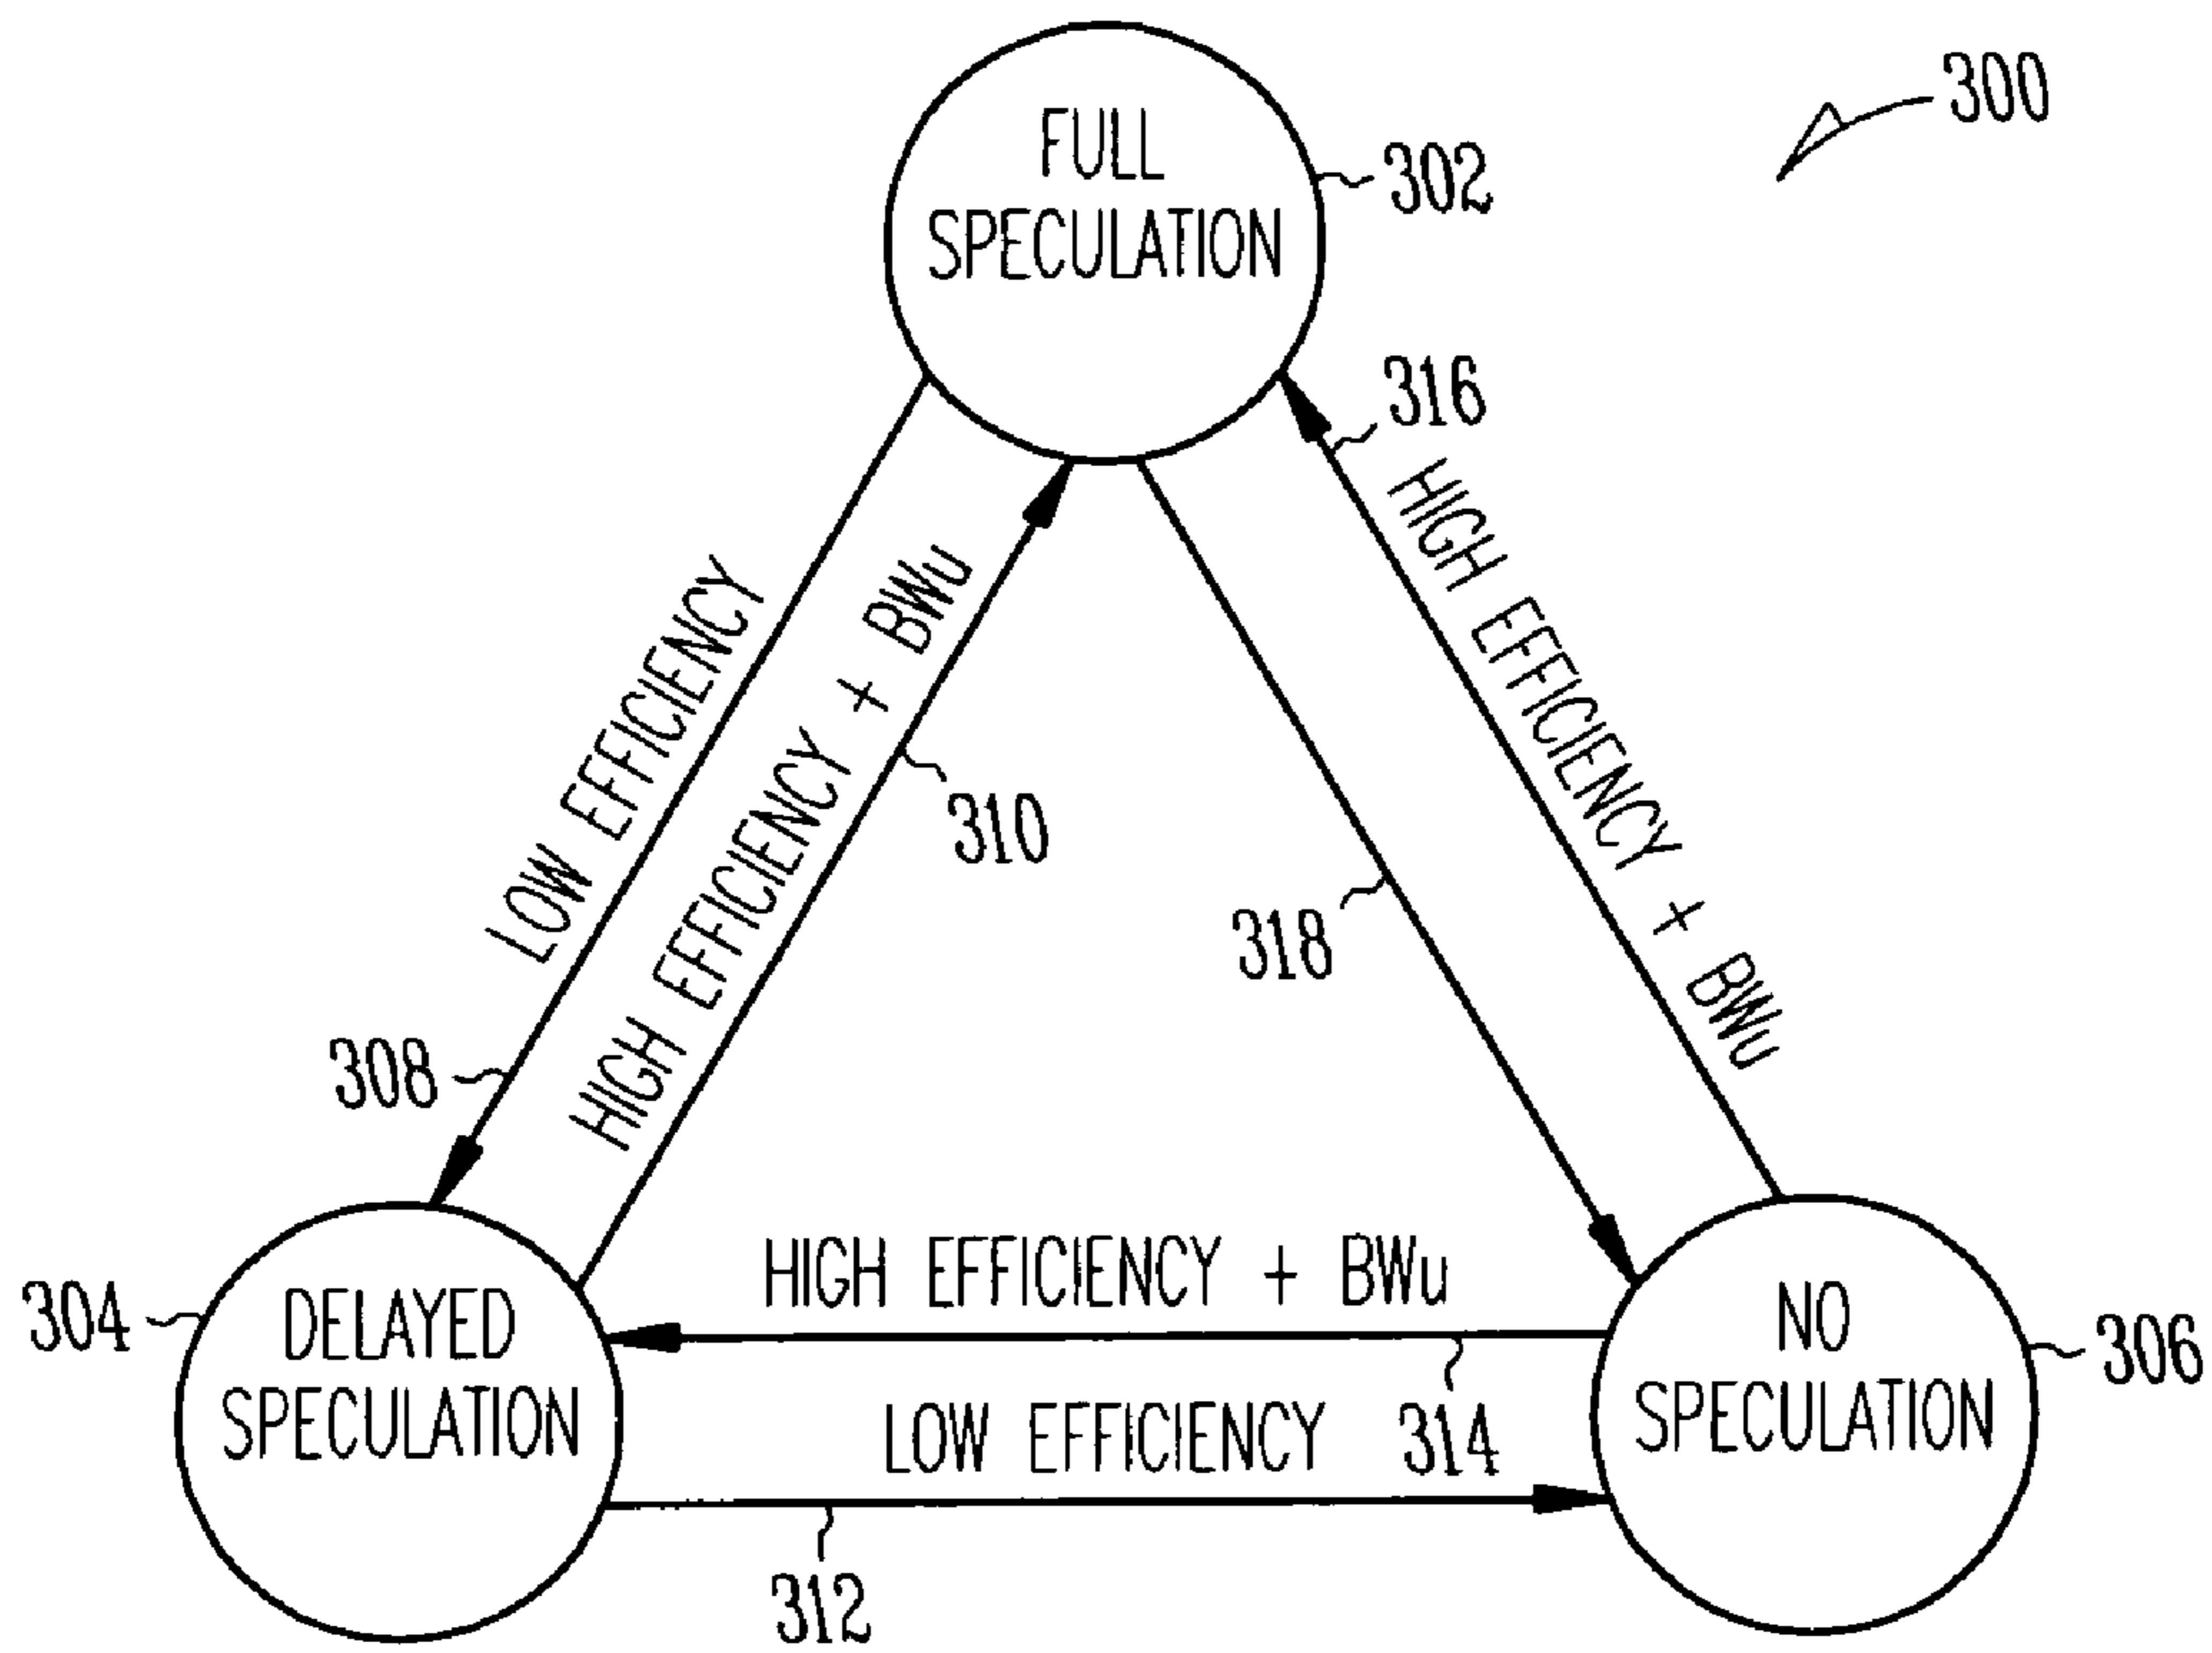 300
FULL
SPECULATION
302
316
HIGH EFFICIENCY + BWu
LOW EFFICIENCY
HIGH EFFICIENCY + BWu
310
318
308
304
DELAYED
SPECULATION
HIGH EFFICIENCY + BWu
NO
SPECULATION
306
LOW EFFICIENCY
314
312